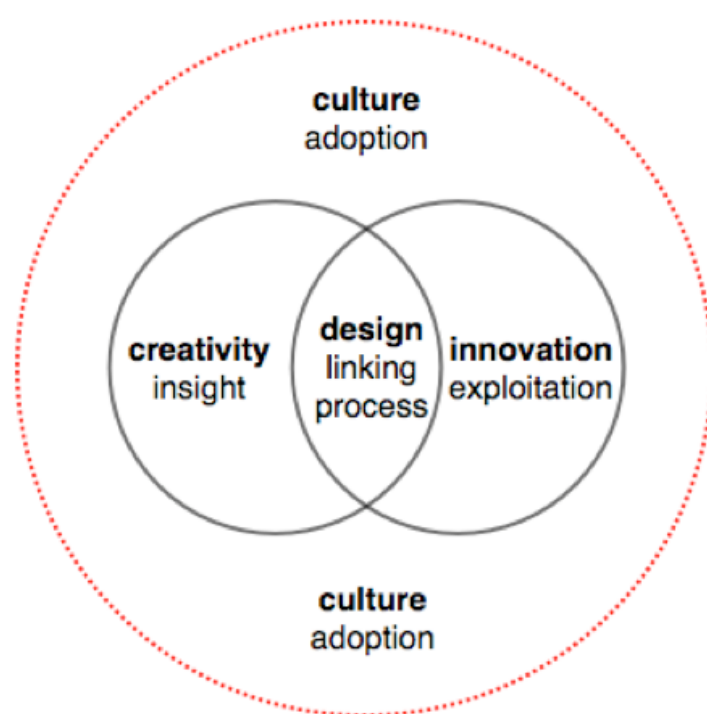 culture
adoption
creativity
insight
design
linking
process
innovation
exploitation
culture
adoption